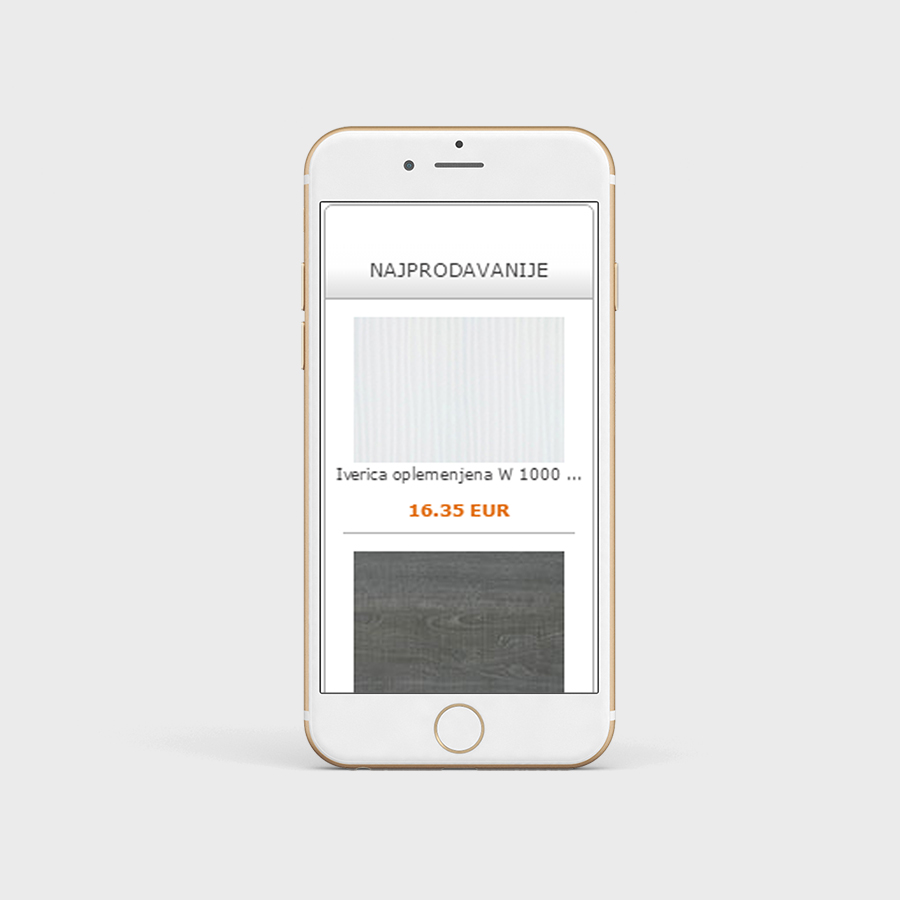 NAJPRODAVANIJE
Iverica oplemenjena W 1000 ...
16.35 EUR